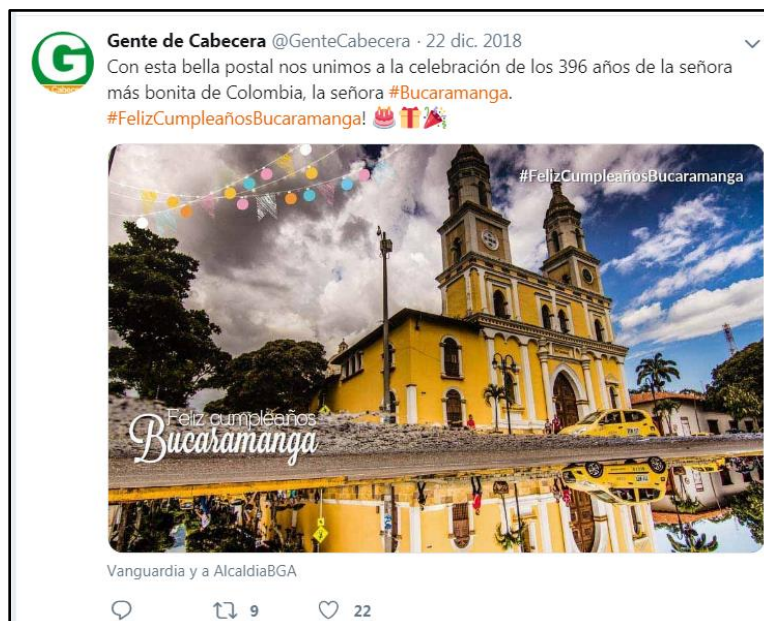 Gente de Cabecera @GenteCabecera · 22 dic. 2018
Con esta bella postal nos unimos a la celebración de los 396 años de la señora
más bonita de Colombia, la señora #Bucaramanga.
#FelizCumpleañosBucaramanga! 🎂🎁🎉
#FelizCumpleañosBucaramanga
Feliz cumpleaños
Bucaramanga
Vanguardia y a AlcaldiaBGA
9 22